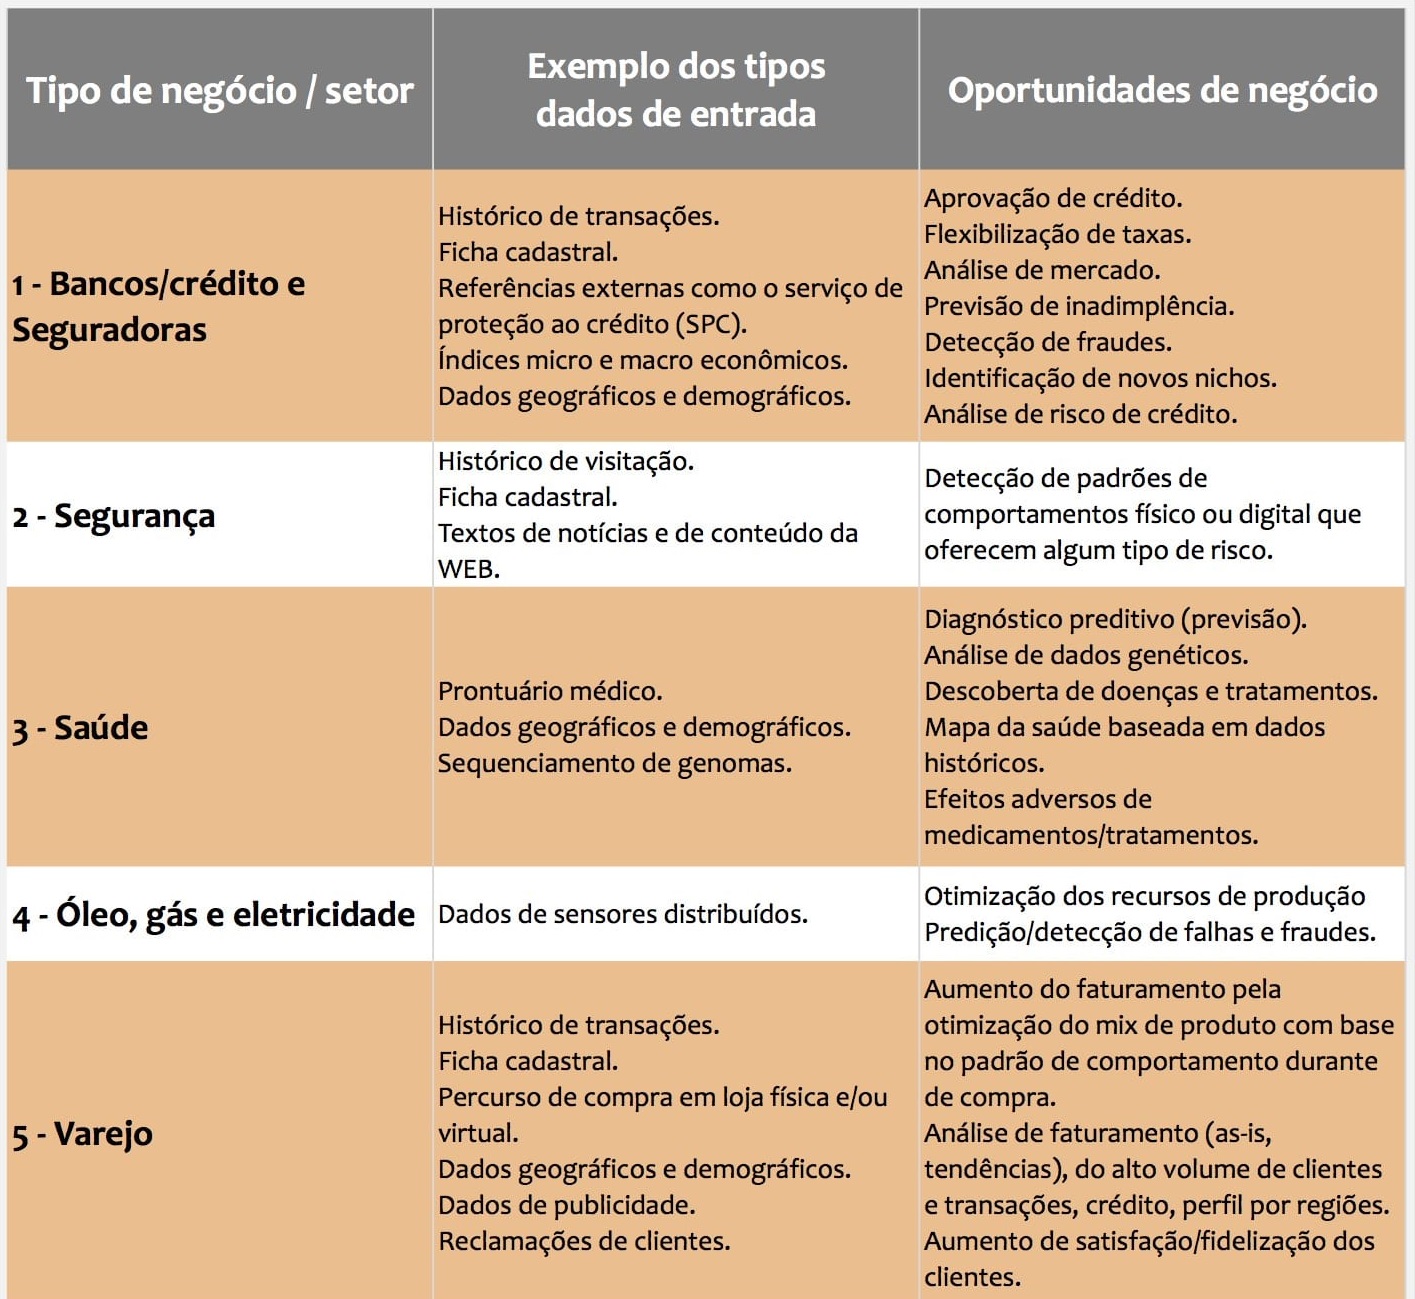 Tipo de negócio / setor
Exemplo dos tipos
dados de entrada
Oportunidades de negócio
1 - Bancos/crédito e
Seguradoras
Histórico de transações.
Ficha cadastral.
Referências externas como o serviço de
proteção ao crédito (SPC).
Índices micro e macro econômicos.
Dados geográficos e demográficos.
Aprovação de crédito.
Flexibilização de taxas.
Análise de mercado.
Previsão de inadimplência.
Detecção de fraudes.
Identificação de novos nichos.
Análise de risco de crédito.
2 - Segurança
Histórico de visitação.
Ficha cadastral.
Textos de notícias e de conteúdo da
WEB.
Detecção de padrões de
comportamentos físico ou digital que
oferecem algum tipo de risco.
3 - Saúde
Prontuário médico.
Dados geográficos e demográficos.
Sequenciamento de genomas.
Diagnóstico preditivo (previsão).
Análise de dados genéticos.
Descoberta de doenças e tratamentos.
Mapa da saúde baseada em dados
históricos.
Efeitos adversos de
medicamentos/tratamentos.
4 - Óleo, gás e eletricidade
Dados de sensores distribuídos.
Otimização dos recursos de produção
Predição/detecção de falhas e fraudes.
5 - Varejo
Histórico de transações.
Ficha cadastral.
Percurso de compra em loja física e/ou
virtual.
Dados geográficos e demográficos.
Dados de publicidade.
Reclamações de clientes.
Aumento do faturamento pela
otimização do mix de produto com base
no padrão de comportamento durante
de compra.
Análise de faturamento (as-is,
tendências), do alto volume de clientes
e transações, crédito, perfil por regiões.
Aumento de satisfação/fidelização dos
clientes.